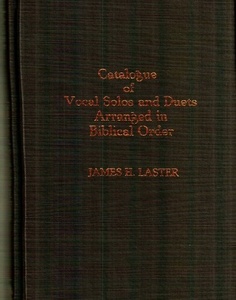 Catalogue
of
Vocal Solos and Duets
Arranged in
Biblical Order
JAMES H. LASTER